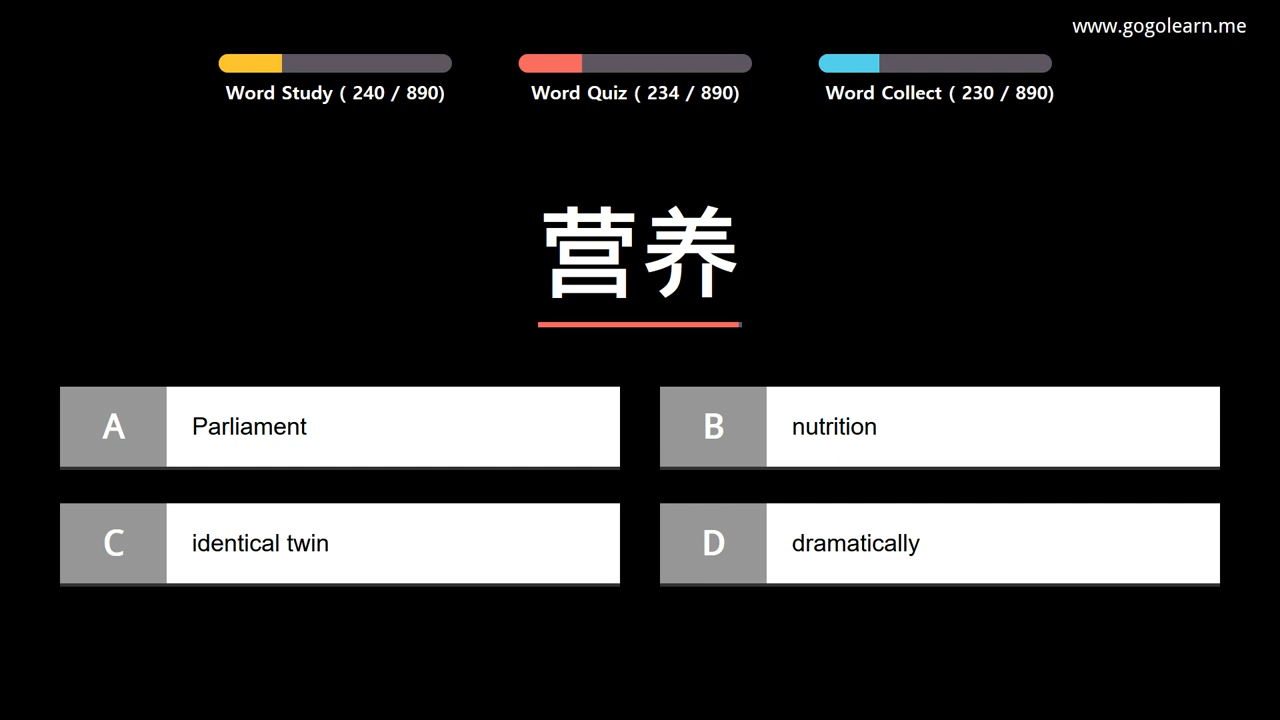 www.gogolearn.me
Word Study ( 240 / 890)
Word Quiz ( 234 / 890)
Word Collect ( 230 / 890)
营养
A Parliament
B nutrition
C identical twin
D dramatically